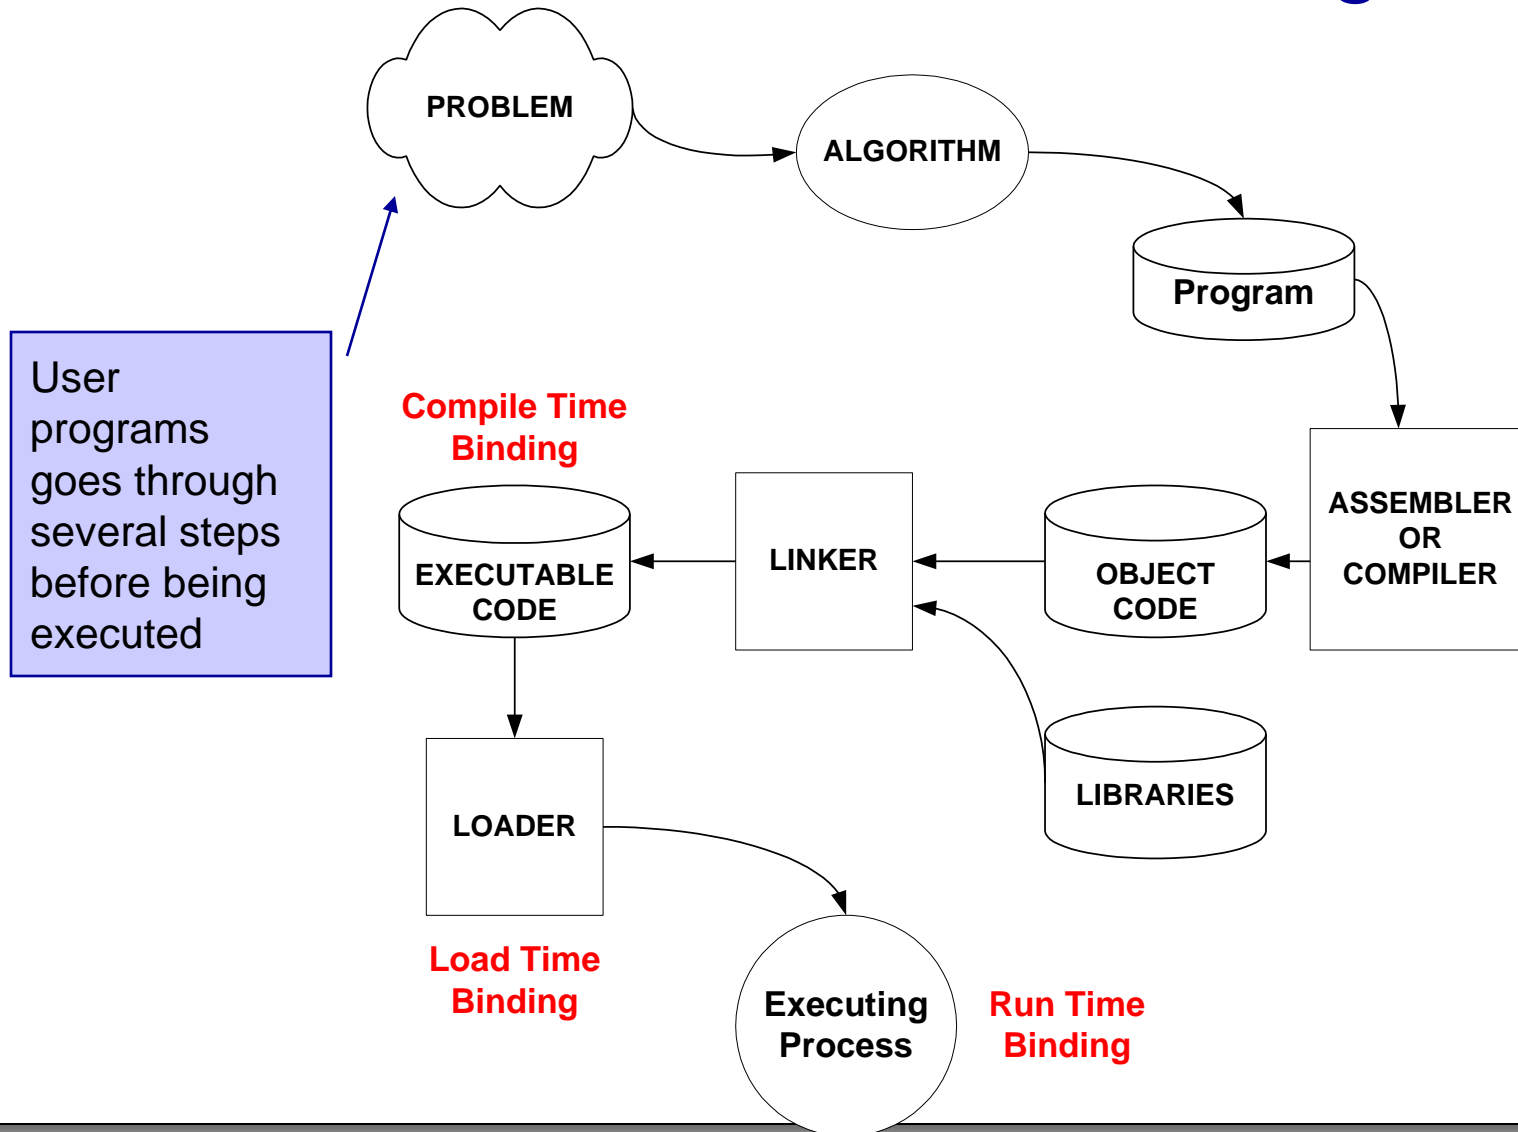 PROBLEM
ALGORITHM
Program
User
programs
goes through
several steps
before being
executed
Compile Time
Binding
EXECUTABLE
CODE
LINKER
OBJECT
CODE
ASSEMBLER
OR
COMPILER
LIBRARIES
LOADER
Load Time
Binding
Executing
Process
Run Time
Binding